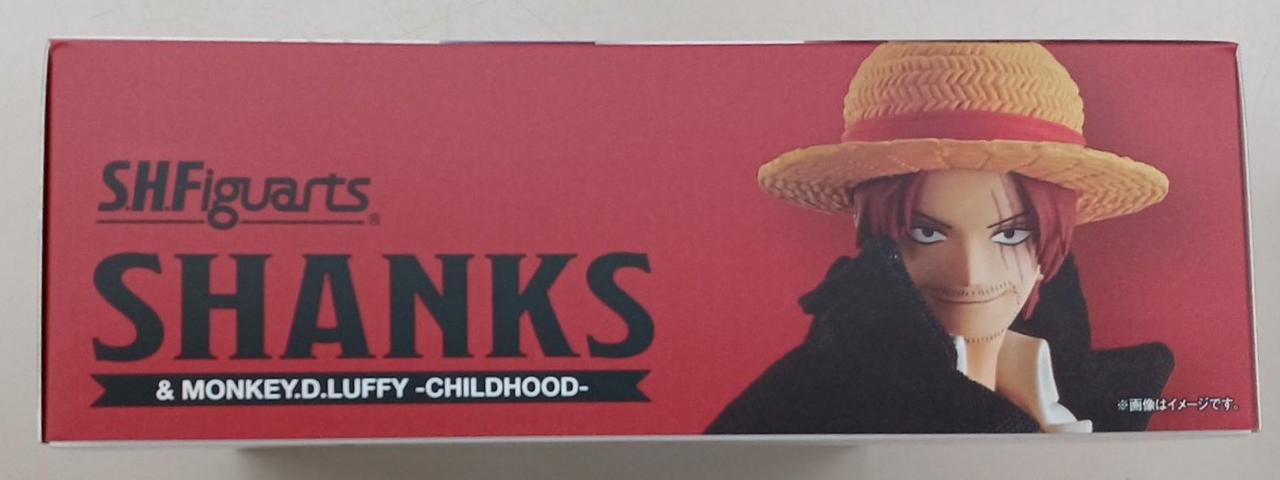 S.H.Figuarts®
SHANKS
& MONKEY.D.LUFFY -CHILDHOOD-
※画像はイメージです。